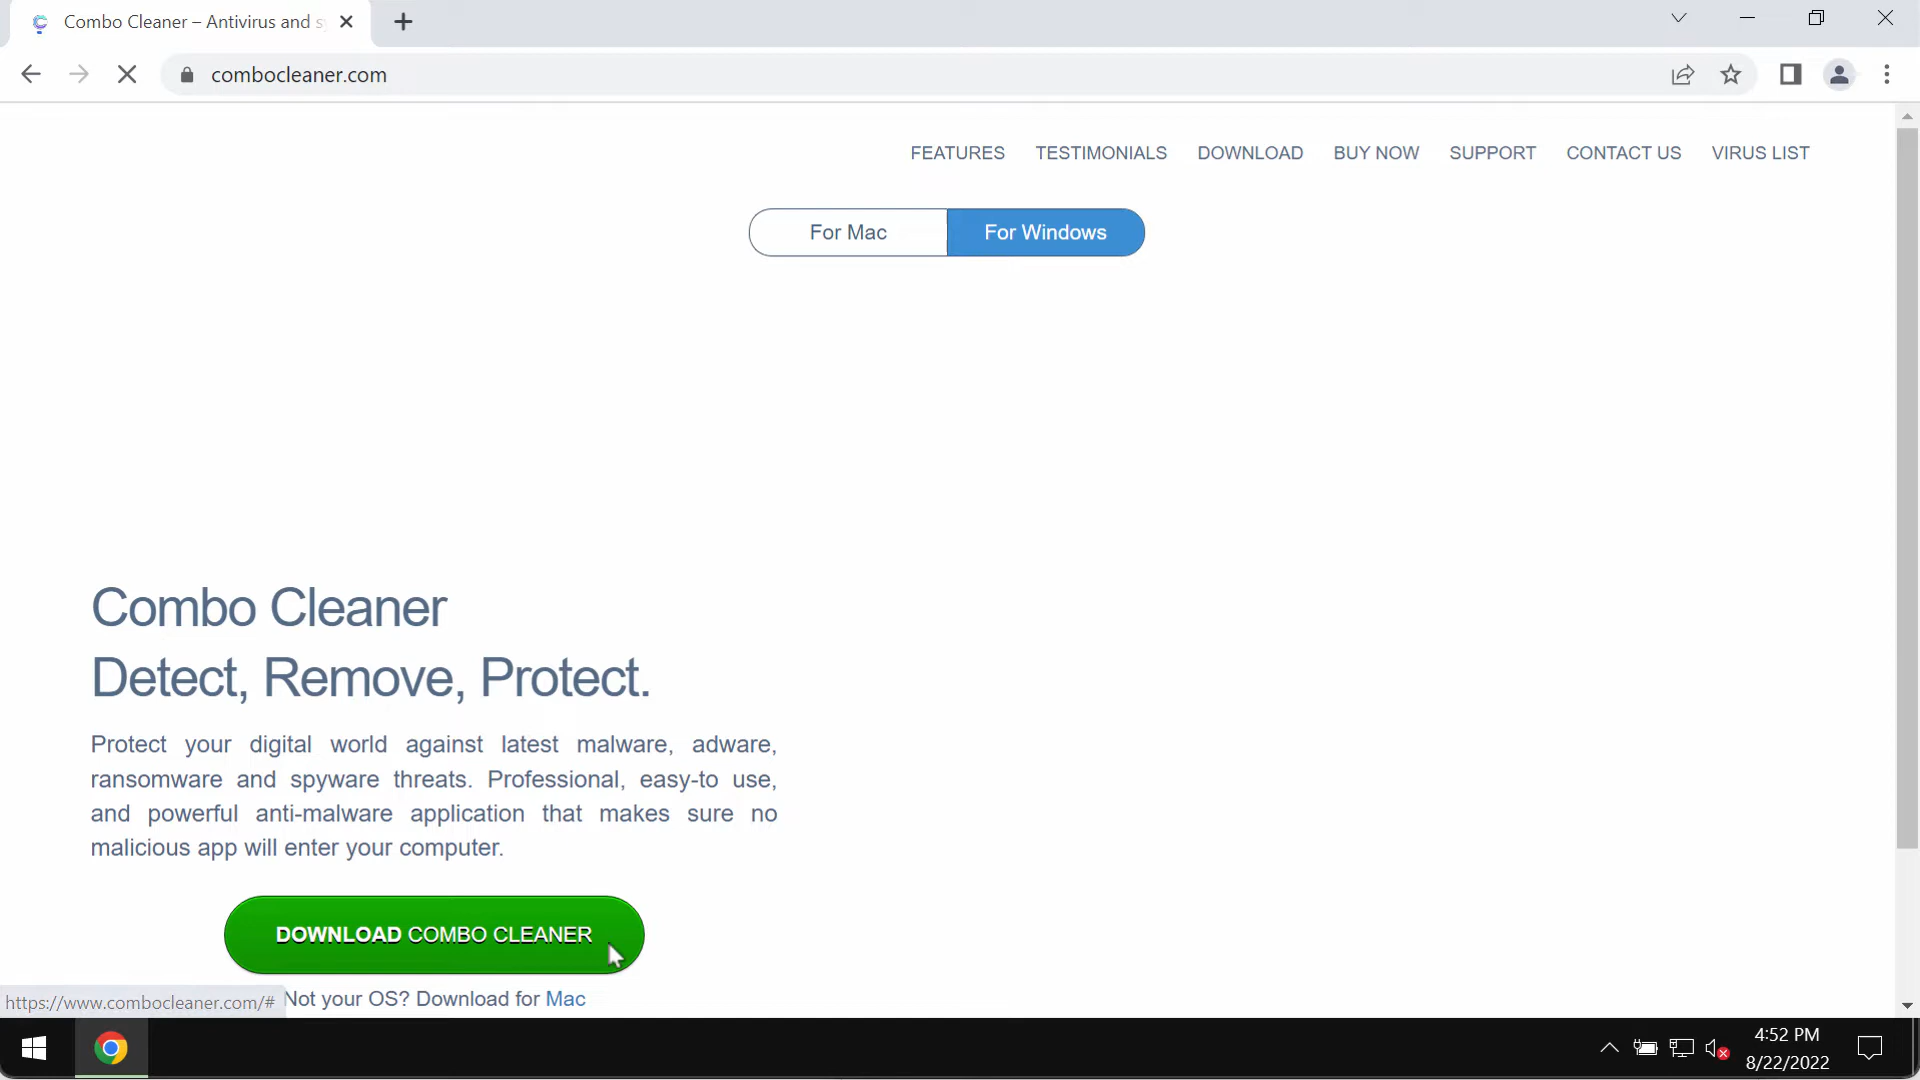 Combo Cleaner – Antivirus and s
combocleaner.com
FEATURES TESTIMONIALS DOWNLOAD BUY NOW SUPPORT CONTACT US VIRUS LIST
For Mac For Windows
Combo Cleaner
Detect, Remove, Protect.
Protect your digital world against latest malware, adware,
ransomware and spyware threats. Professional, easy-to use,
and powerful anti-malware application that makes sure no
malicious app will enter your computer.
DOWNLOAD COMBO CLEANER
Not your OS? Download for Mac
https://www.combocleaner.com/#
4:52 PM
8/22/2022